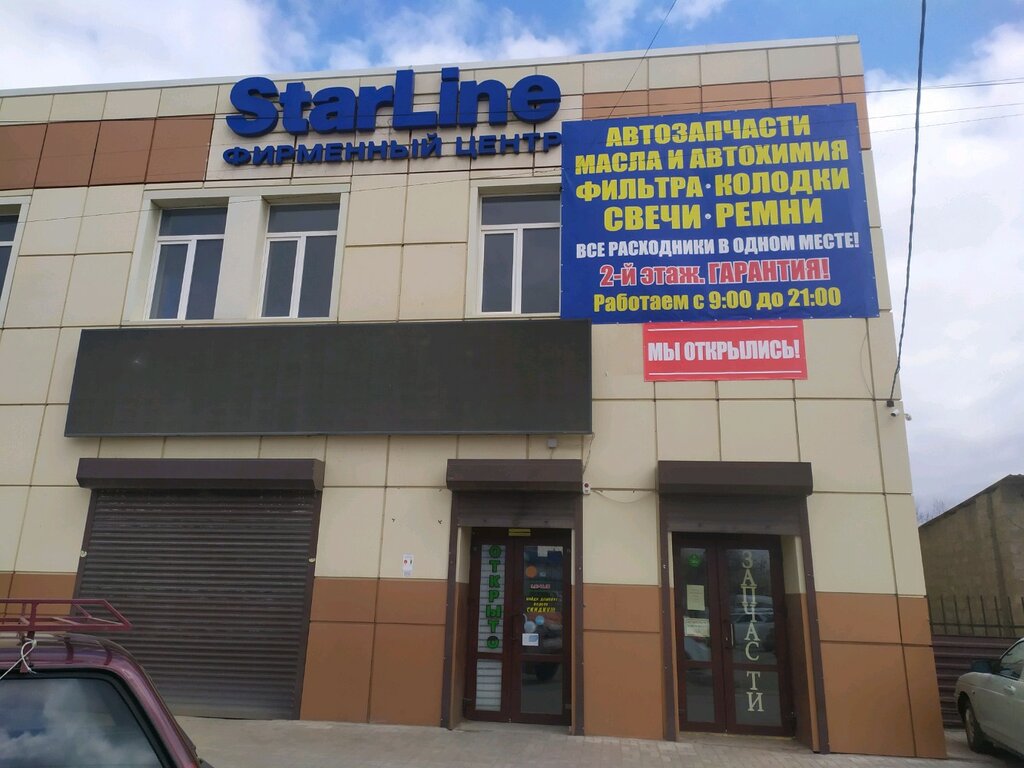 StarLine
ФИРМЕННЫЙ ЦЕНТР
АВТОЗАПЧАСТИ
МАСЛА И АВТОХИМИЯ
ФИЛЬТРА · КОЛОДКИ
СВЕЧИ · РЕМНИ
ВСЕ РАСХОДНИКИ В ОДНОМ МЕСТЕ!
2-й этаж. ГАРАНТИЯ!
Работаем с 9:00 до 21:00
МЫ ОТКРЫЛИСЬ!
ОТКРЫТО
СКИДКИ!!!
ЗАПЧАСТИ